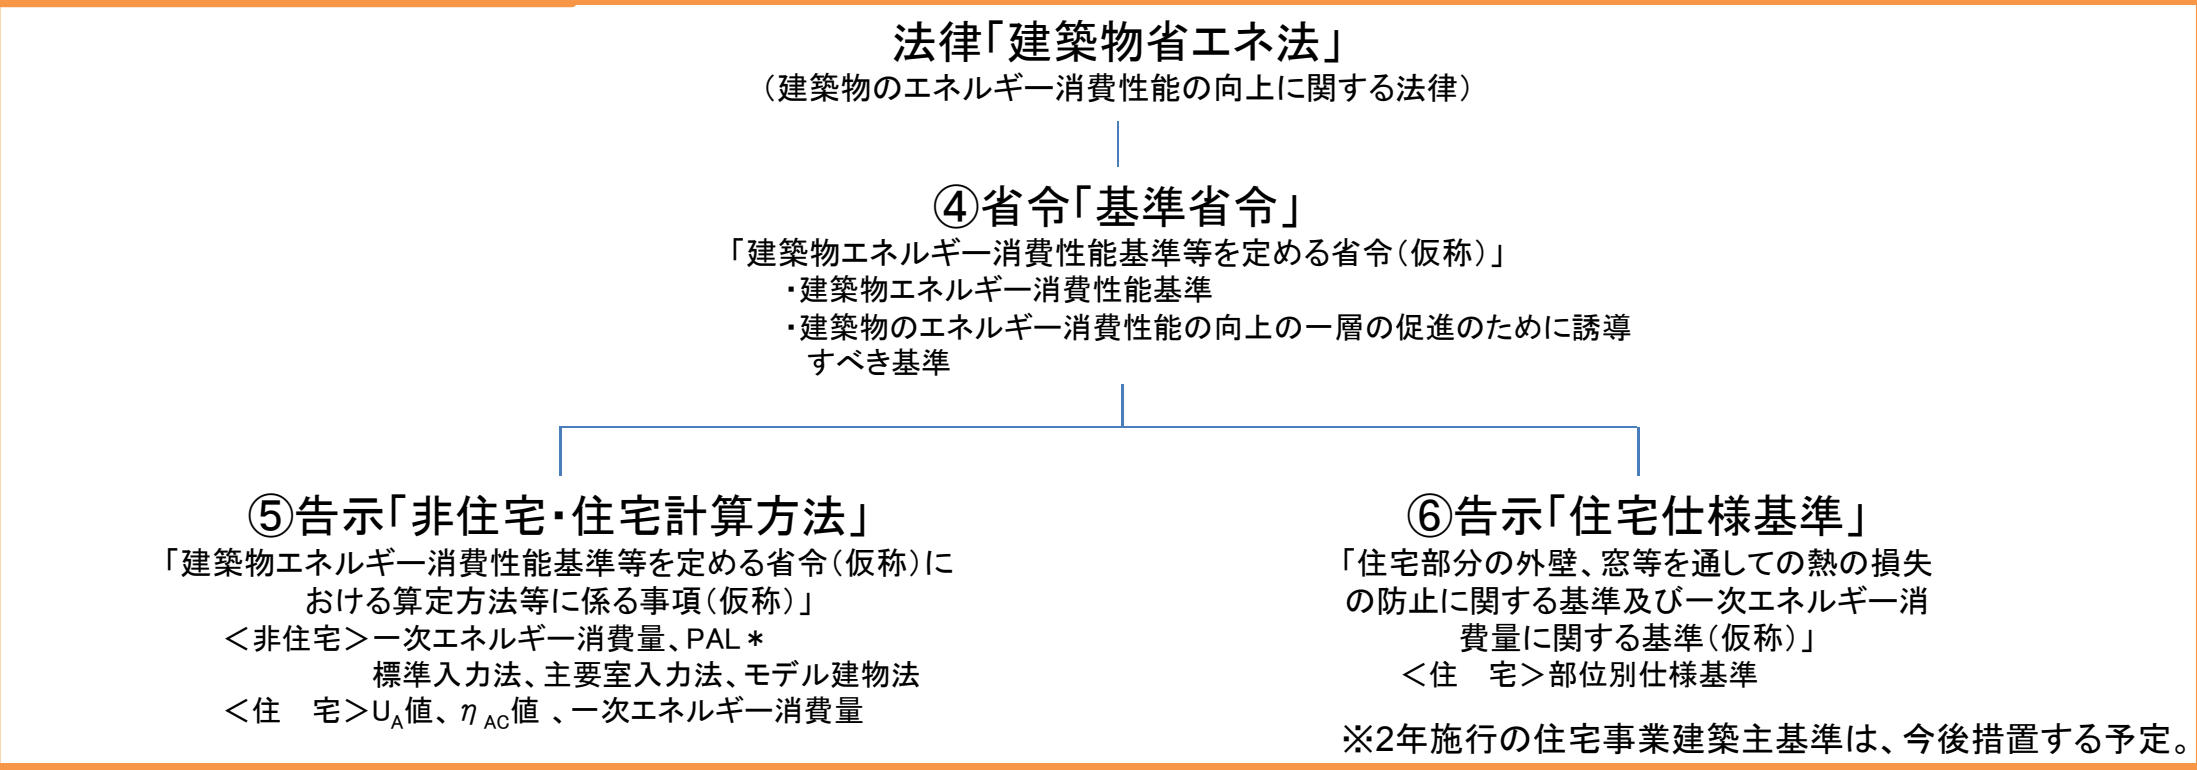 法律「建築物省エネ法」
（建築物のエネルギー消費性能の向上に関する法律）
④省令「基準省令」
「建築物エネルギー消費性能基準等を定める省令（仮称）」
・建築物エネルギー消費性能基準
・建築物のエネルギー消費性能の向上の一層の促進のために誘導
すべき基準
⑤告示「非住宅・住宅計算方法」
「建築物エネルギー消費性能基準等を定める省令（仮称）に
おける算定方法等に係る事項（仮称）」
＜非住宅＞一次エネルギー消費量、PAL＊
標準入力法、主要室入力法、モデル建物法
＜住　宅＞UA値、ηAC値 、一次エネルギー消費量
⑥告示「住宅仕様基準」
「住宅部分の外壁、窓等を通しての熱の損失
の防止に関する基準及び一次エネルギー消
費量に関する基準（仮称）」
＜住　宅＞部位別仕様基準
※2年施行の住宅事業建築主基準は、今後措置する予定。